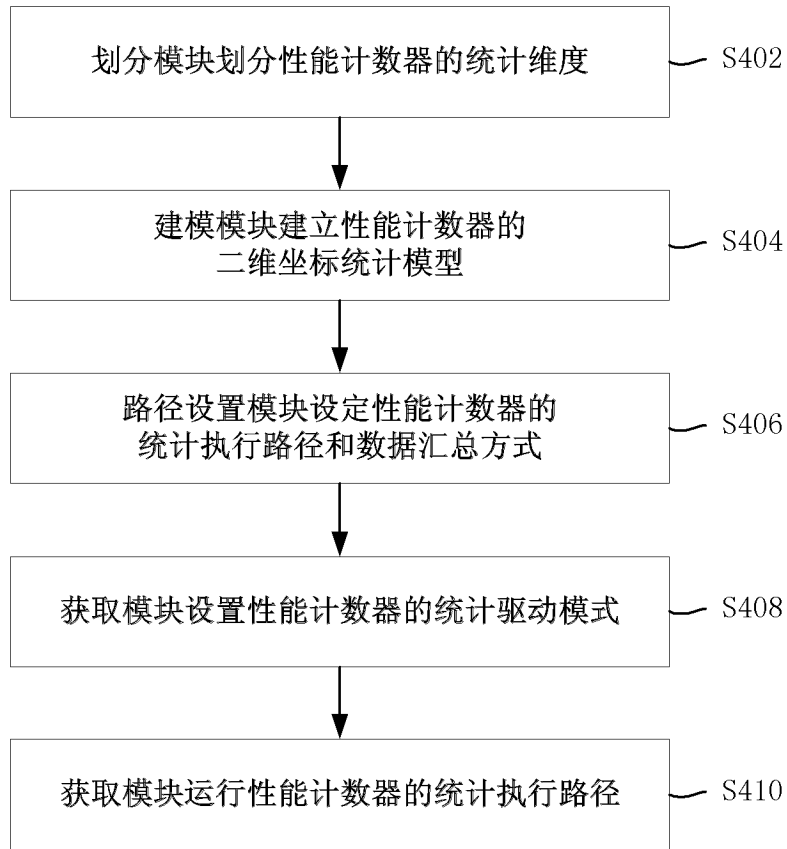 划分模块划分性能计数器的统计维度
S402
建模模块建立性能计数器的
二维坐标统计模型
S404
路径设置模块设定性能计数器的
统计执行路径和数据汇总方式
S406
获取模块设置性能计数器的统计驱动模式
S408
获取模块运行性能计数器的统计执行路径
S410